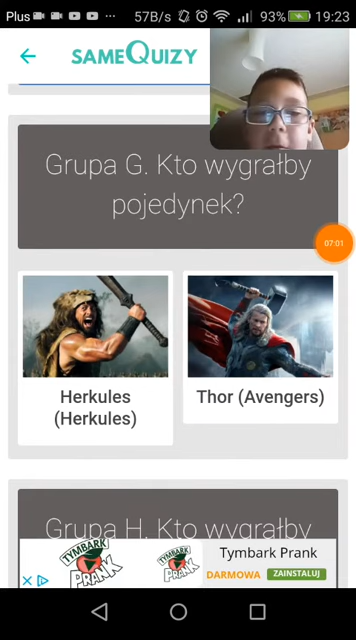 Plus ... 57B/s 93% 19:23
SAMEQUIZY
Grupa G. Kto wygrałby
pojedynek?
07:01
Herkules
(Herkules)
Thor (Avengers)
Grupa H. Kto wygrałby
TYMBARK
PRANK
TYMBARK
PRANK
Tymbark Prank
DARMOWA ZAINSTALUJ